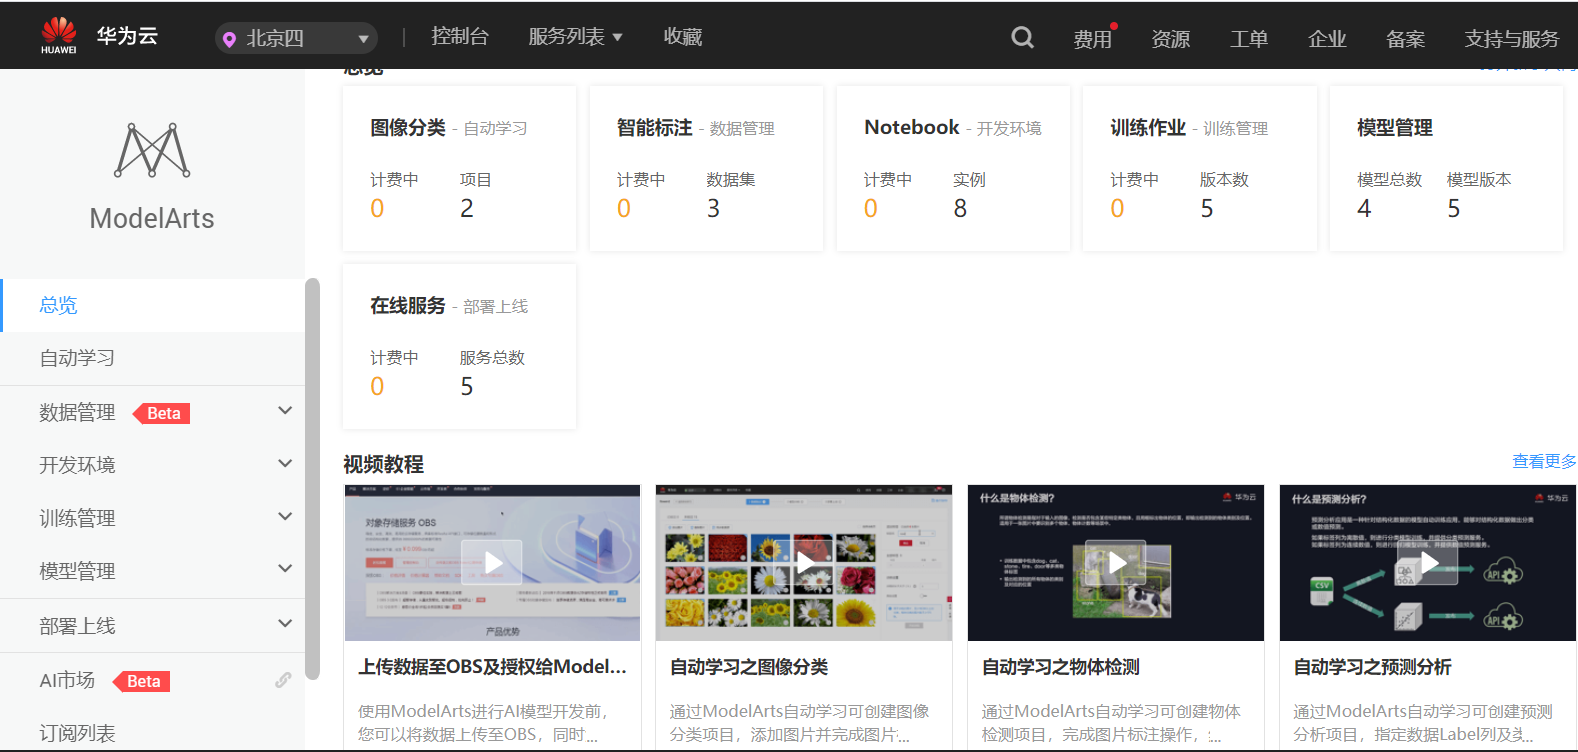 HUAWEI 华为云 北京四 控制台 服务列表 收藏 费用 资源 工单 企业 备案 支持与服务
总览
ModelArts
总览
自动学习
数据管理 Beta
开发环境
训练管理
模型管理
部署上线
AI市场 Beta
订阅列表
图像分类 - 自动学习
计费中 项目
0 2
智能标注 - 数据管理
计费中 数据集
0 3
Notebook - 开发环境
计费中 实例
0 8
训练作业 - 训练管理
计费中 版本数
0 5
模型管理
模型总数 模型版本
4 5
在线服务 - 部署上线
计费中 服务总数
0 5
视频教程 查看更多
对象存储服务 OBS
产品优势
上传数据至OBS及授权给Model...
使用ModelArts进行AI模型开发前，
您可以将数据上传至OBS，同时...
自动学习之图像分类
通过ModelArts自动学习可创建图像
分类项目，添加图片并完成图片...
什么是物体检测? 华为云
自动学习之物体检测
通过ModelArts自动学习可创建物体
检测项目，完成图片标注操作，...
什么是预测分析? 华为云
CSV
API
API
自动学习之预测分析
通过ModelArts自动学习可创建预测
分析项目，指定数据Label列及类...